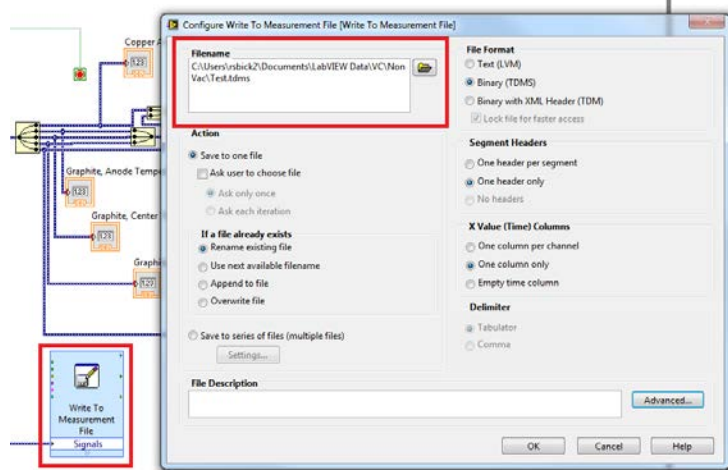 Configure Write To Measurement File [Write To Measurement File]
Copper A
123
Graphite, Anode Tempe
123
Graphite, Center
123
Graphi
123
Write To
Measurement
File
Signals
Filename
C:\Users\rsbick2\Documents\LabVIEW Data\VC\Non
Vac\Test.tdms
Action
Save to one file
Ask user to choose file
Ask only once
Ask each iteration
If a file already exists
Rename existing file
Use next available filename
Append to file
Overwrite file
Save to series of files (multiple files)
Settings...
File Format
Text (LVM)
Binary (TDMS)
Binary with XML Header (TDM)
Lock file for faster access
Segment Headers
One header per segment
One header only
No headers
X Value (Time) Columns
One column per channel
One column only
Empty time column
Delimiter
Tabulator
Comma
File Description
Advanced...
OK
Cancel
Help